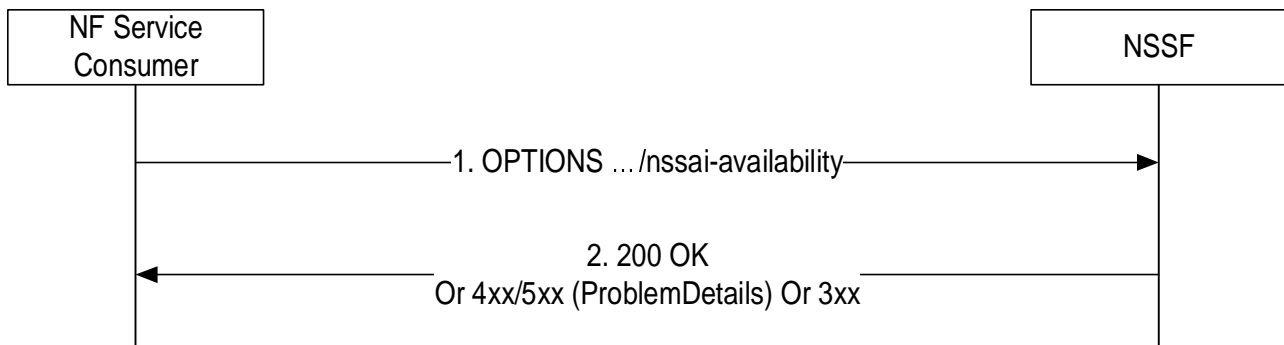 NF Service
Consumer
NSSF
1. OPTIONS … /nssai-availability
2. 200 OK
Or 4xx/5xx (ProblemDetails) Or 3xx